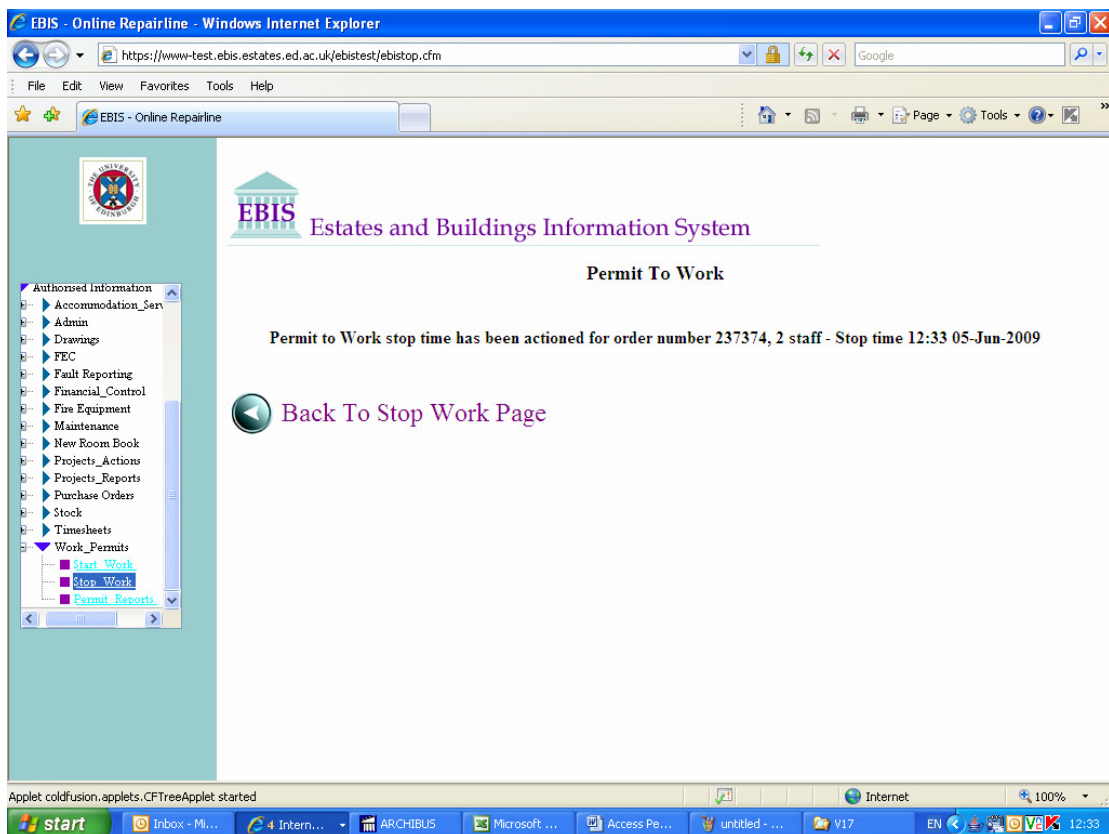 EBIS - Online Repairline - Windows Internet Explorer
https://www-test.ebis.estates.ed.ac.uk/ebistest/ebistop.cfm
Google
File Edit View Favorites Tools Help
EBIS - Online Repairline
Page Tools
THE UNIVERSITY OF EDINBURGH
EBIS
Estates and Buildings Information System
Permit To Work
Permit to Work stop time has been actioned for order number 237374, 2 staff - Stop time 12:33 05-Jun-2009
Back To Stop Work Page
Authorised Information
Accommodation_Serv
Admin
Drawings
FEC
Fault Reporting
Financial_Control
Fire Equipment
Maintenance
New Room Book
Projects_Actions
Projects_Reports
Purchase Orders
Stock
Timesheets
Work_Permits
Start_Work
Stop_Work
Permit_Reports
Applet coldfusion.applets.CFTreeApplet started
Internet
100%
start
Inbox - Mi...
4 Intern...
ARCHIBUS
Microsoft ...
Access Pe...
untitled - ...
V17
EN
12:33